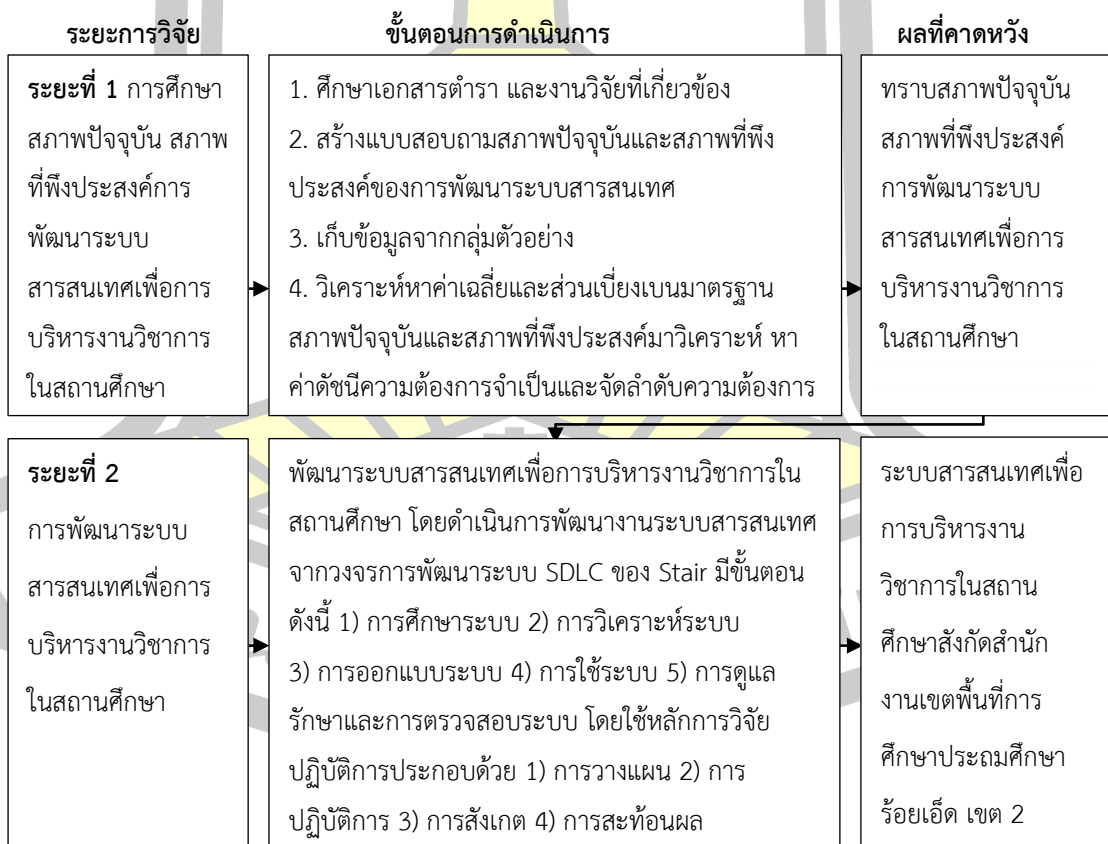 ระยะการวิจัย
ขั้นตอนการดำเนินการ
ผลที่คาดหวัง
ระยะที่ 1 การศึกษา
สภาพปัจจุบัน สภาพ
ที่พึงประสงค์การ
พัฒนาระบบ
สารสนเทศเพื่อการ
บริหารงานวิชาการ
ในสถานศึกษา
1. ศึกษาเอกสารตำรา และงานวิจัยที่เกี่ยวข้อง
2. สร้างแบบสอบถามสภาพปัจจุบันและสภาพที่พึง
ประสงค์ของการพัฒนาระบบสารสนเทศ
3. เก็บข้อมูลจากกลุ่มตัวอย่าง
4. วิเคราะห์หาค่าเฉลี่ยและส่วนเบี่ยงเบนมาตรฐาน
สภาพปัจจุบันและสภาพที่พึงประสงค์มาวิเคราะห์ หา
ค่าดัชนีความต้องการจำเป็นและจัดลำดับความต้องการ
ทราบสภาพปัจจุบัน
สภาพที่พึงประสงค์
การพัฒนาระบบ
สารสนเทศเพื่อการ
บริหารงานวิชาการ
ในสถานศึกษา
ระยะที่ 2
การพัฒนาระบบ
สารสนเทศเพื่อการ
บริหารงานวิชาการ
ในสถานศึกษา
พัฒนาระบบสารสนเทศเพื่อการบริหารงานวิชาการใน
สถานศึกษา โดยดำเนินการพัฒนางานระบบสารสนเทศ
จากวงจรการพัฒนาระบบ SDLC ของ Stair มีขั้นตอน
ดังนี้ 1) การศึกษาระบบ 2) การวิเคราะห์ระบบ
3) การออกแบบระบบ 4) การใช้ระบบ 5) การดูแล
รักษาและการตรวจสอบระบบ โดยใช้หลักการวิจัย
ปฏิบัติการประกอบด้วย 1) การวางแผน 2) การ
ปฏิบัติการ 3) การสังเกต 4) การสะท้อนผล
ระบบสารสนเทศเพื่อ
การบริหารงาน
วิชาการในสถาน
ศึกษาสังกัดสำนัก
งานเขตพื้นที่การ
ศึกษาประถมศึกษา
ร้อยเอ็ด เขต 2